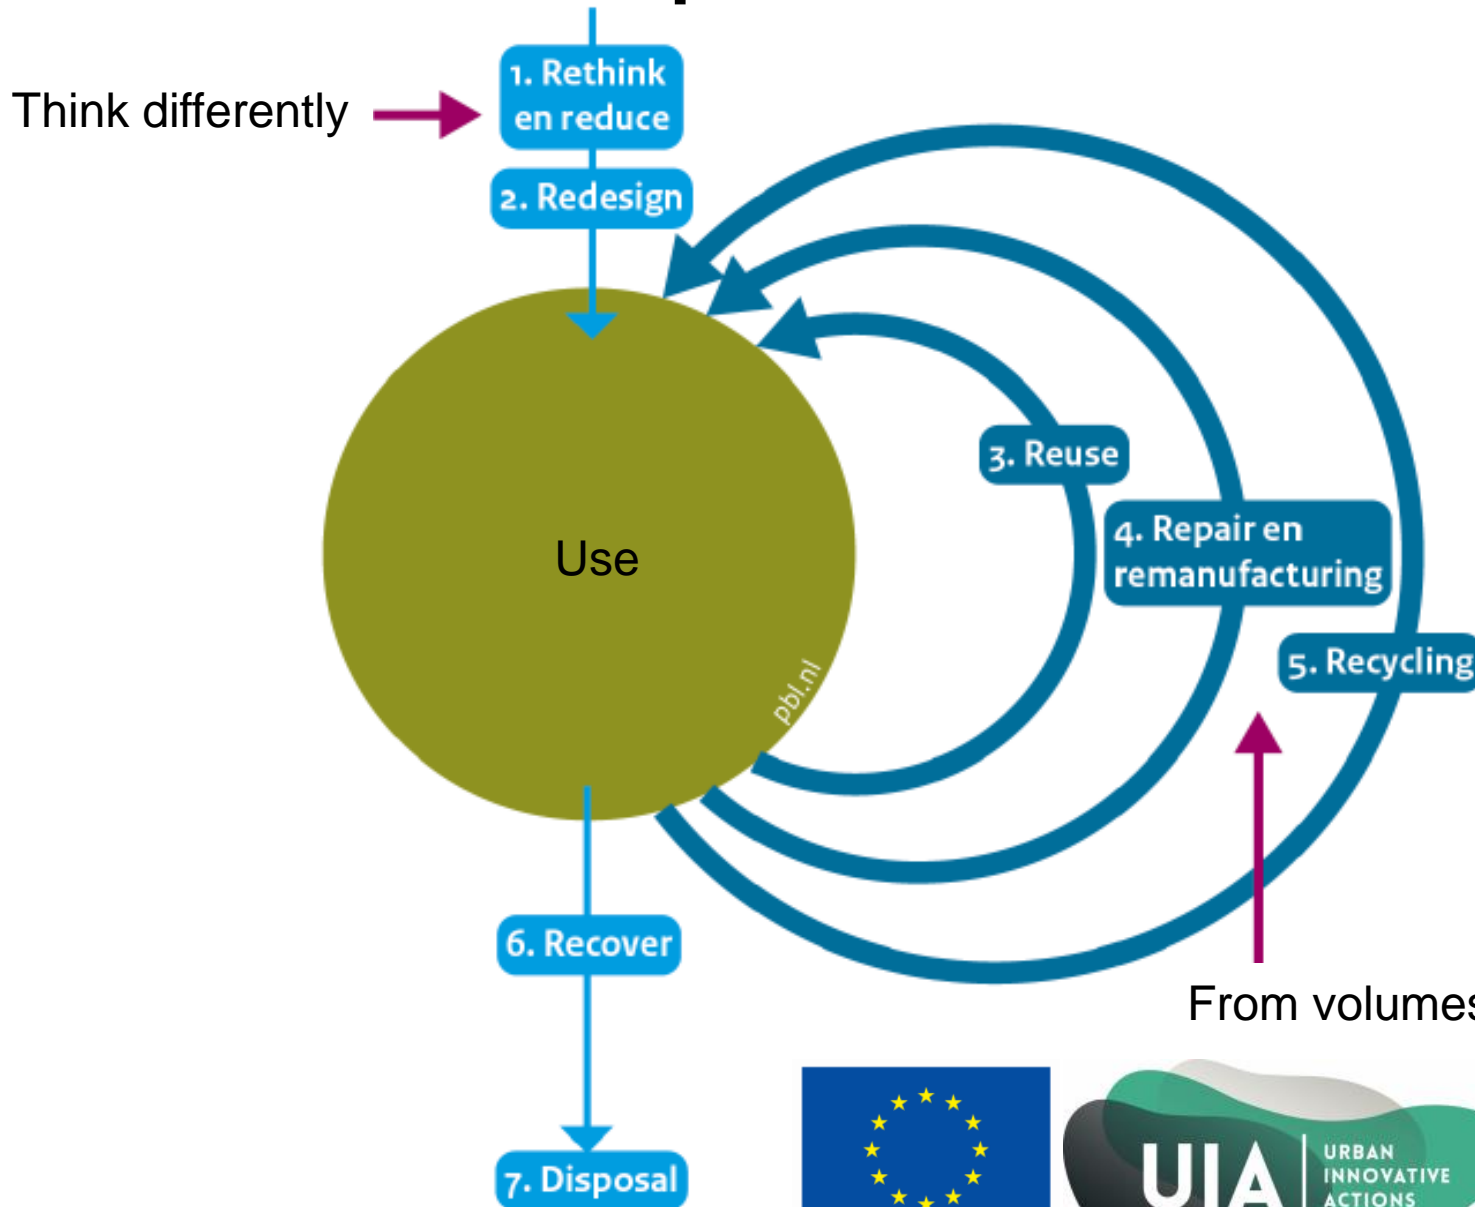 Think differently
1. Rethink
en reduce
2. Redesign
3. Reuse
Use
4. Repair en
remanufacturing
5. Recycling
pbl.nl
6. Recover
From volumes
7. Disposal
UIA
URBAN
INNOVATIVE
ACTIONS